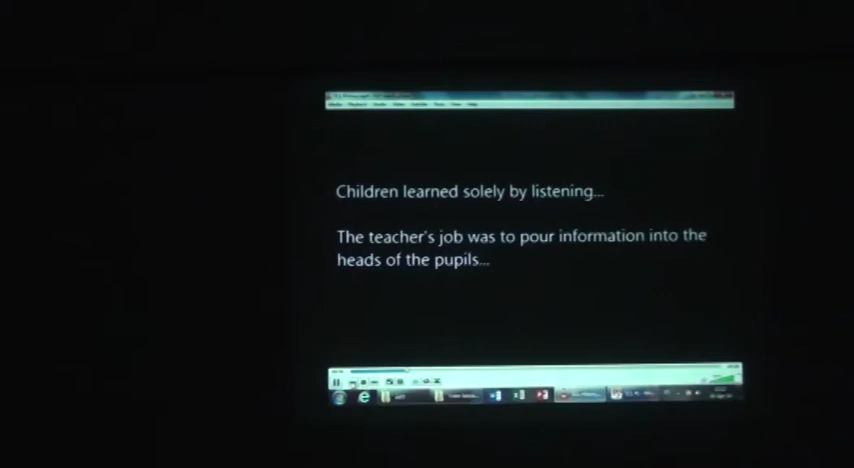 Children learned solely by listening...
The teacher's job was to pour information into the
heads of the pupils...